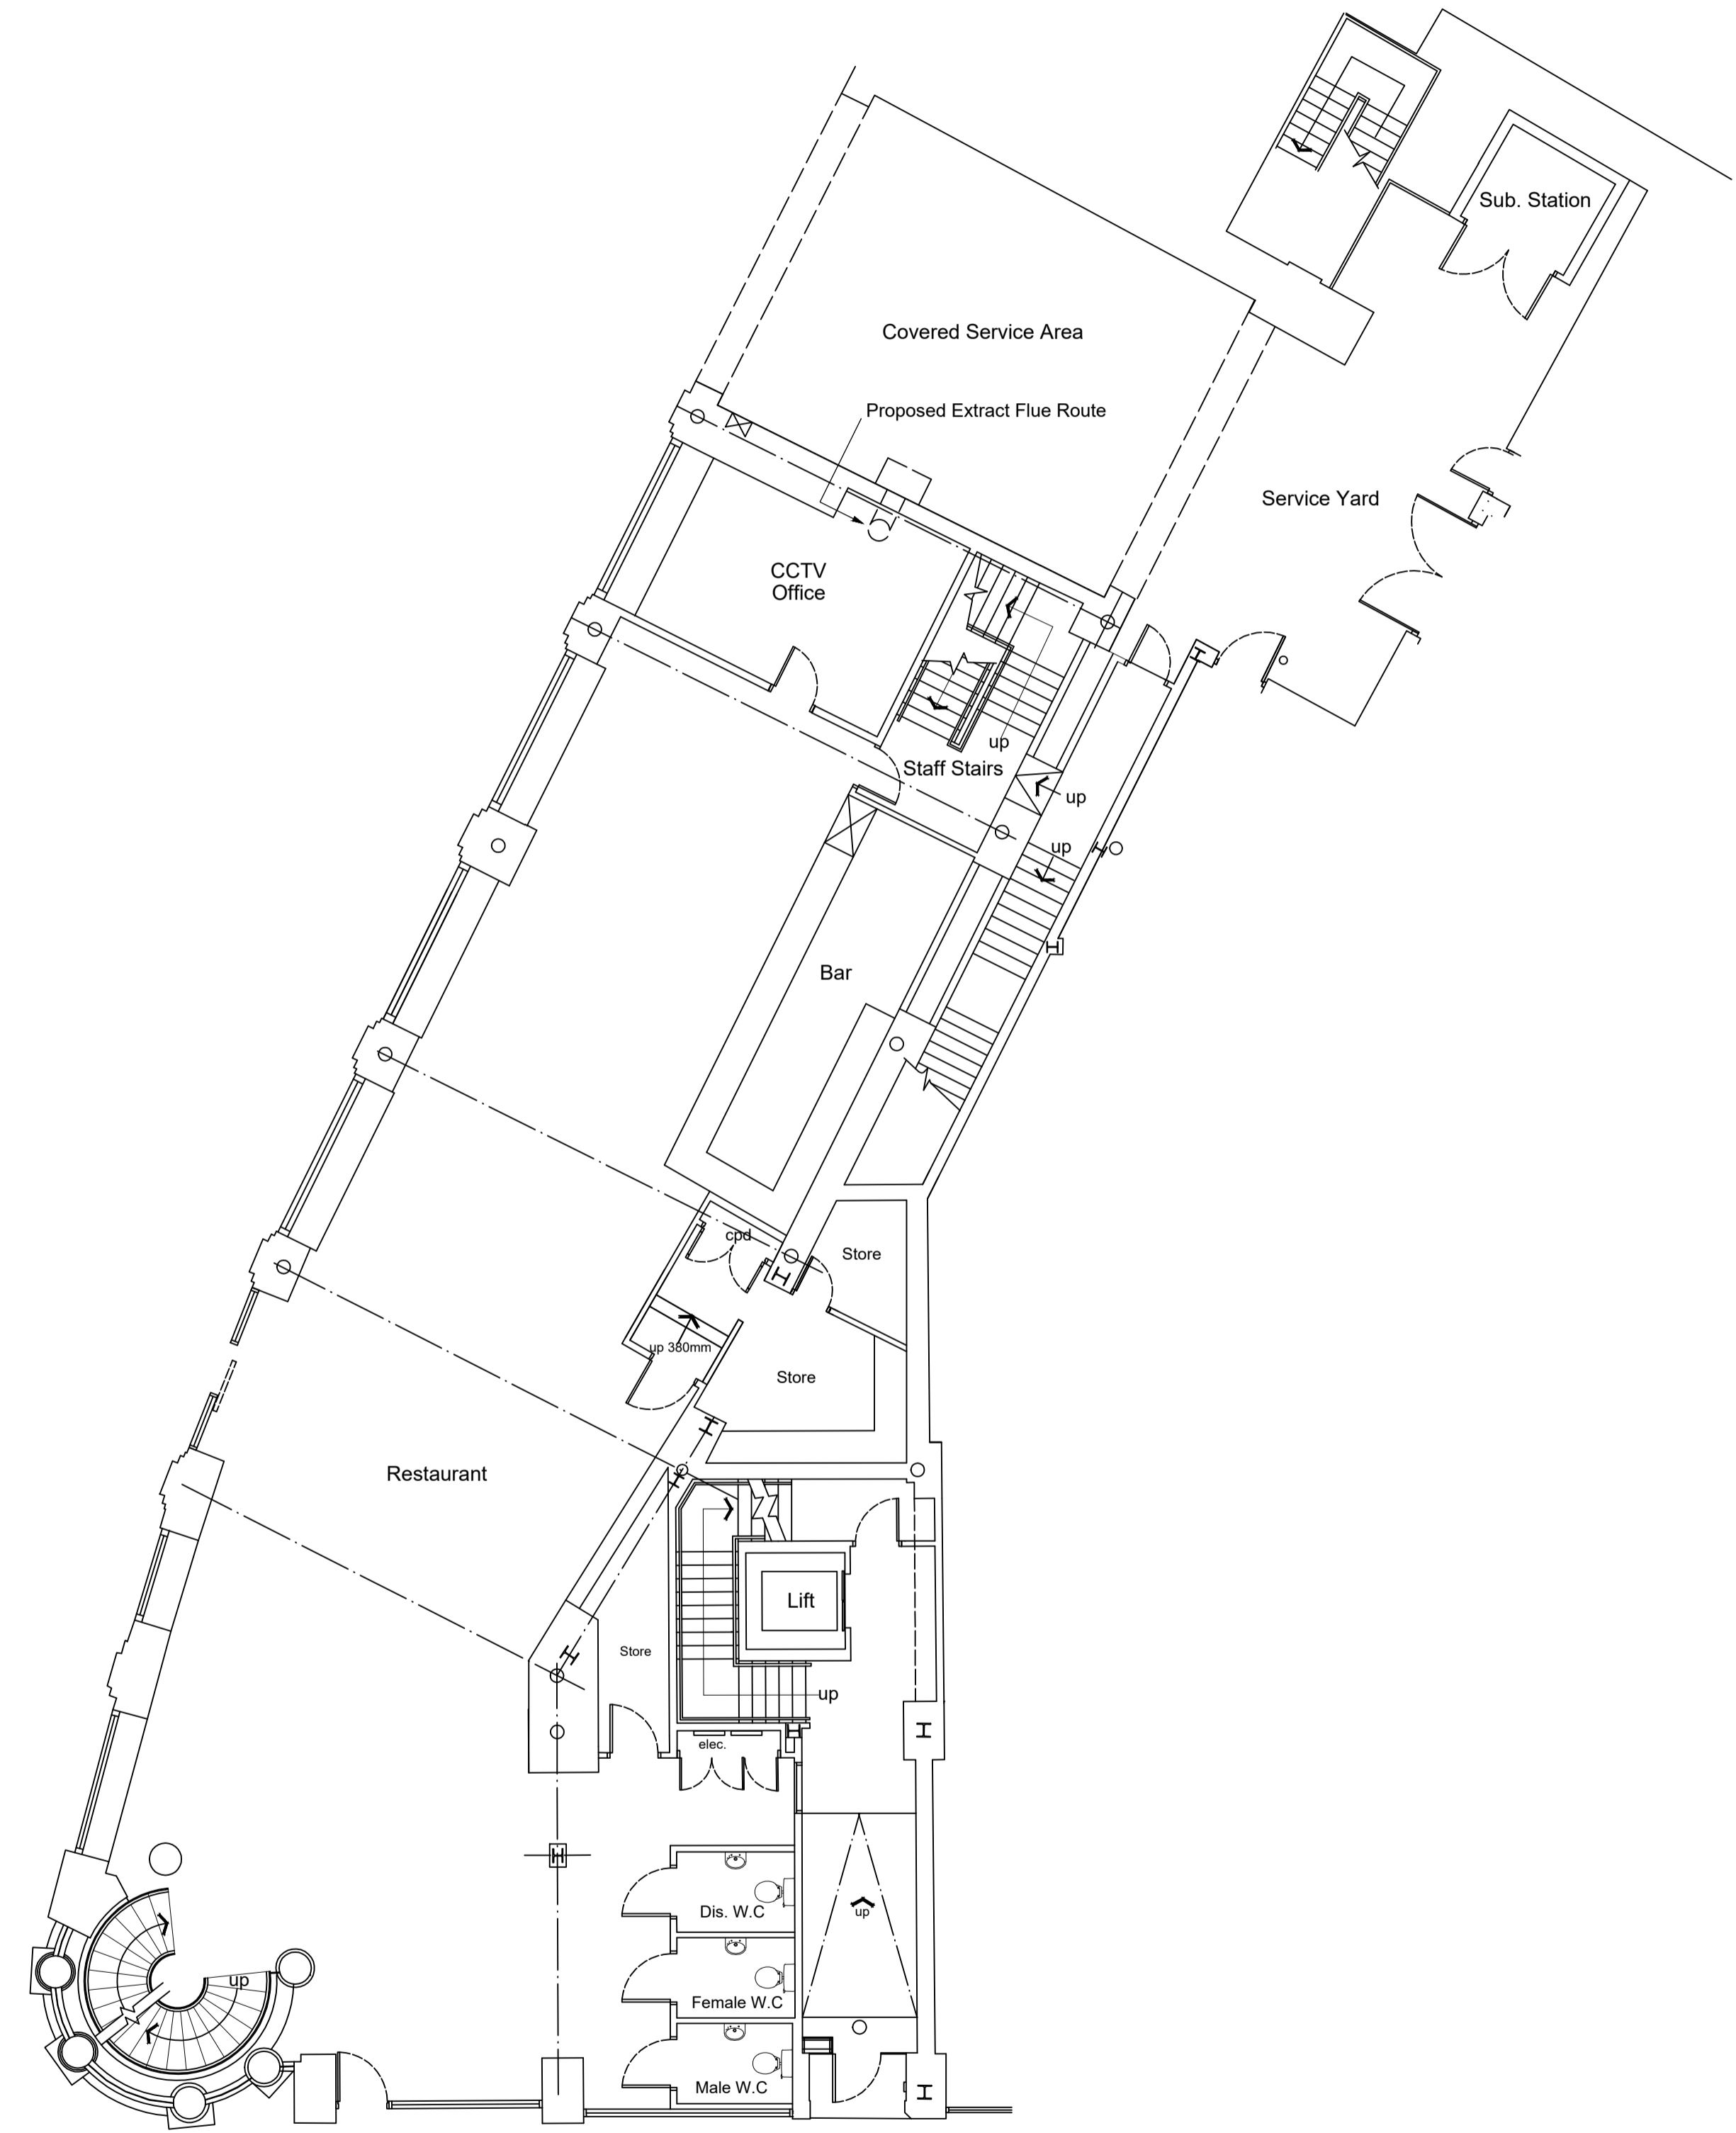 Sub. Station
Covered Service Area
Proposed Extract Flue Route
Service Yard
CCTV
Office
up
Staff Stairs
up
up
Bar
cpd
Store
up 380mm
Store
Restaurant
Lift
Store
up
elec.
Dis. W.C
up
up
Female W.C
Male W.C